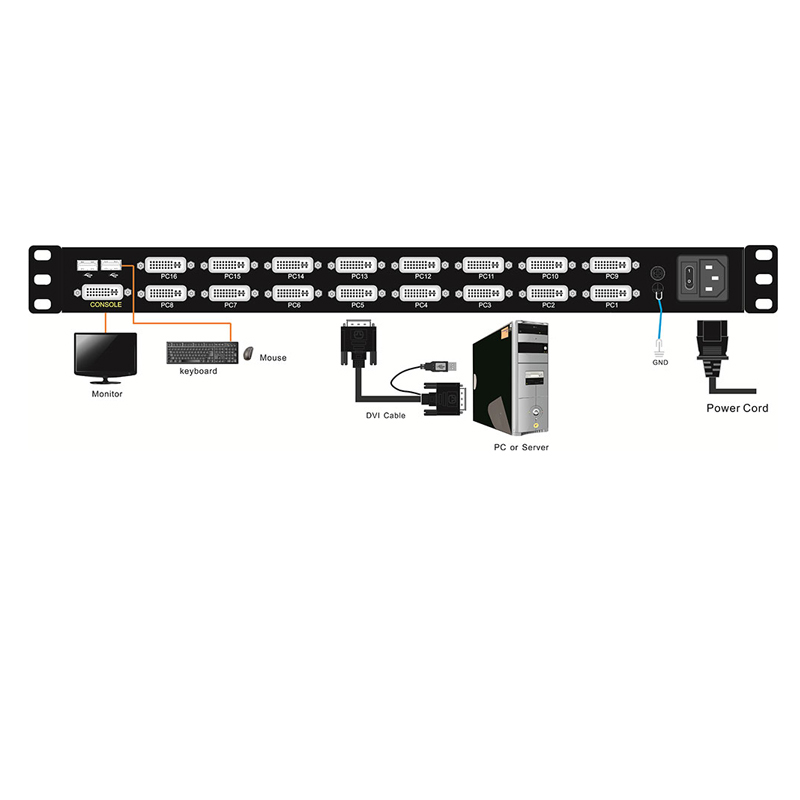 PC16 PC15 PC14 PC13 PC12 PC11 PC10 PC9
CONSOLE PC8 PC7 PC6 PC5 PC4 PC3 PC2 PC1
Monitor
keyboard
Mouse
DVI Cable
PC or Server
GND
Power Cord